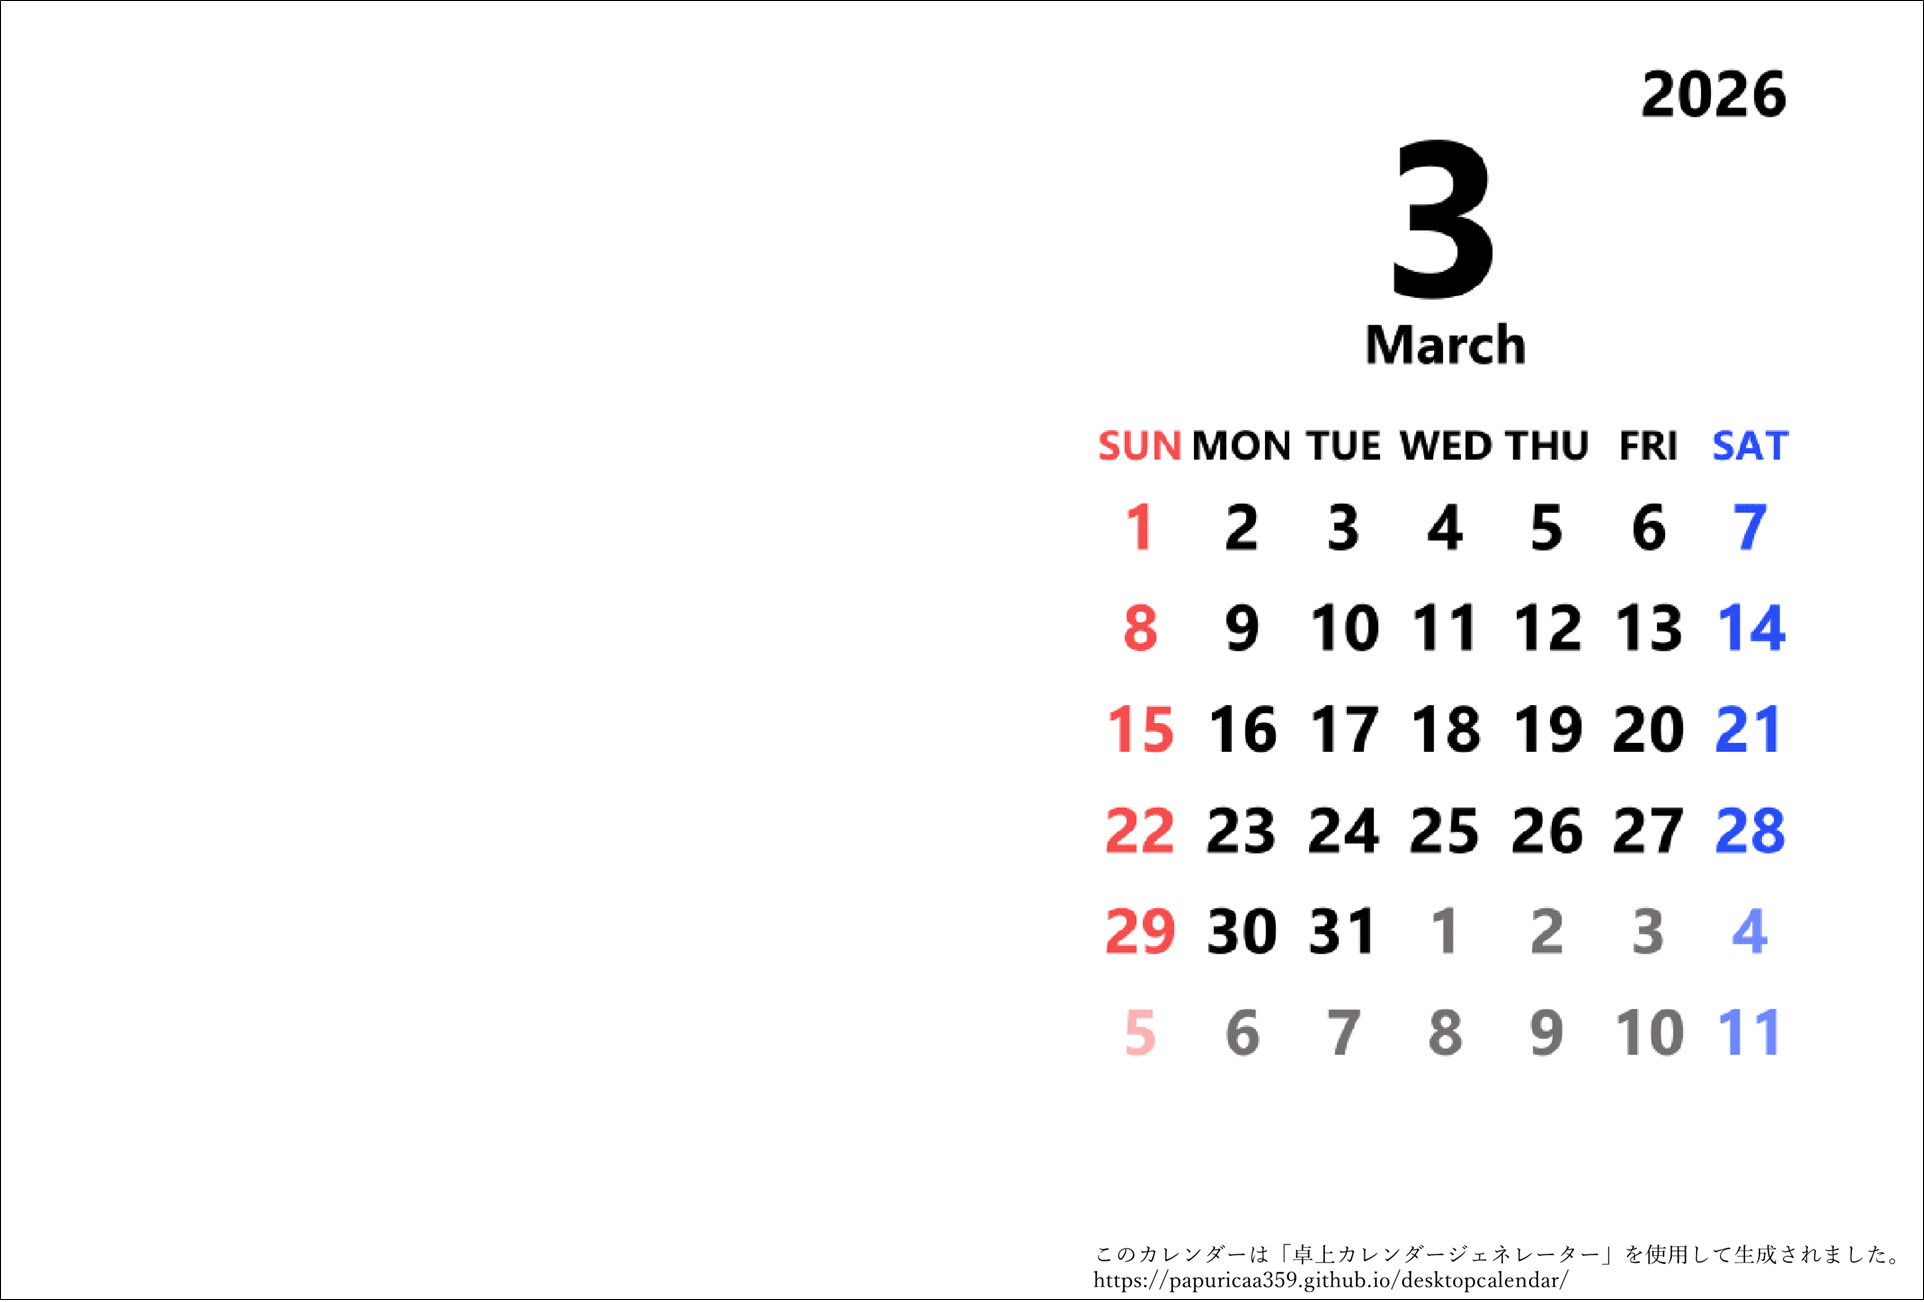 2026
3
March
SUN MON TUE WED THU FRI SAT
1 2 3 4 5 6 7
8 9 10 11 12 13 14
15 16 17 18 19 20 21
22 23 24 25 26 27 28
29 30 31 1 2 3 4
5 6 7 8 9 10 11
このカレンダーは「卓上カレンダージェネレーター」を使用して生成されました。
https://papuricaa359.github.io/desktopcalendar/